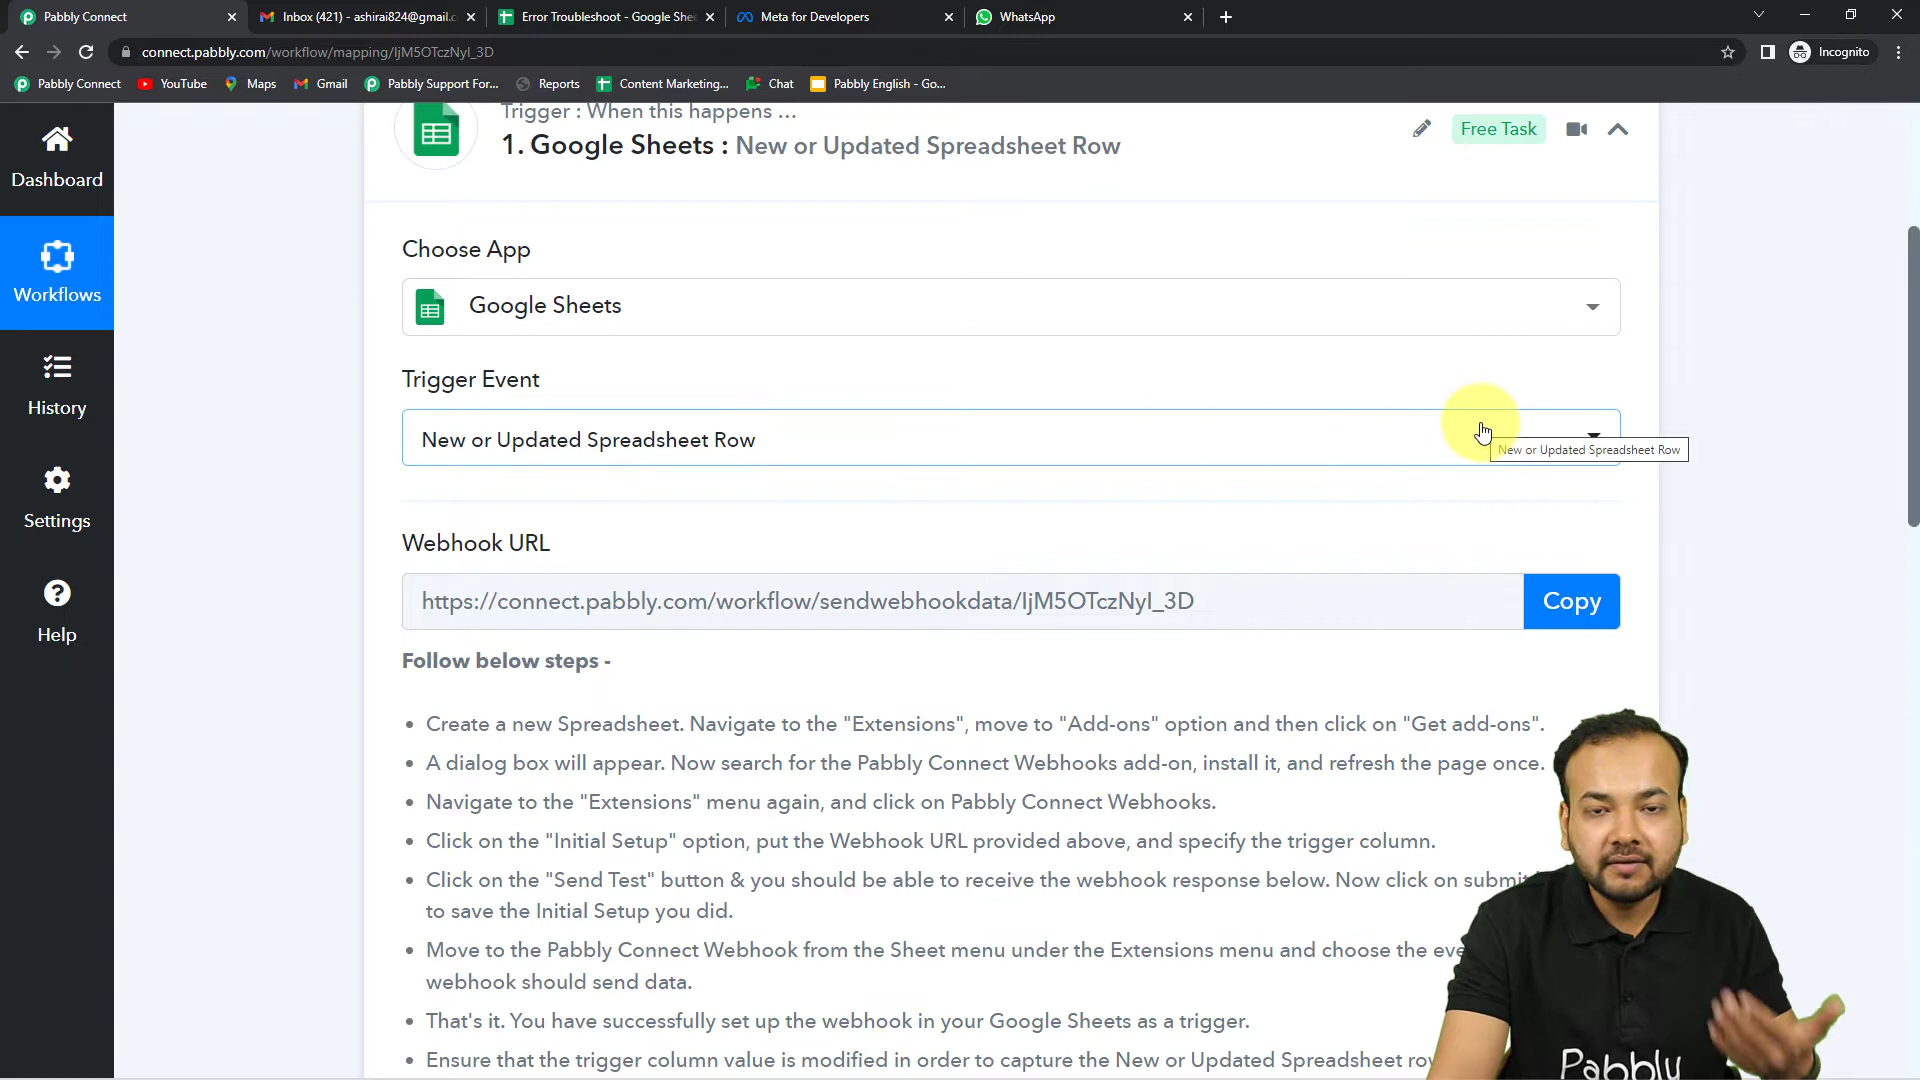 Pabbly Connect
Inbox (421) - ashirai824@gmail.c
Error Troubleshoot - Google She
Meta for Developers
WhatsApp
connect.pabbly.com/workflow/mapping/IjM5OTczNyI_3D
Incognito
Pabbly Connect
YouTube
Maps
Gmail
Pabbly Support For...
Reports
Content Marketing...
Chat
Pabbly English - Go...
Dashboard
Workflows
History
Settings
Help
Trigger : When this happens ...
1. Google Sheets : New or Updated Spreadsheet Row
Free Task
Choose App
Google Sheets
Trigger Event
New or Updated Spreadsheet Row
New or Updated Spreadsheet Row
Webhook URL
https://connect.pabbly.com/workflow/sendwebhookdata/IjM5OTczNyI_3D
Copy
Follow below steps -
• Create a new Spreadsheet. Navigate to the "Extensions", move to "Add-ons" option and then click on "Get add-ons".
• A dialog box will appear. Now search for the Pabbly Connect Webhooks add-on, install it, and refresh the page once.
• Navigate to the "Extensions" menu again, and click on Pabbly Connect Webhooks.
• Click on the "Initial Setup" option, put the Webhook URL provided above, and specify the trigger column.
• Click on the "Send Test" button & you should be able to receive the webhook response below. Now click on submit
to save the Initial Setup you did.
• Move to the Pabbly Connect Webhook from the Sheet menu under the Extensions menu and choose the eve
webhook should send data.
• That's it. You have successfully set up the webhook in your Google Sheets as a trigger.
• Ensure that the trigger column value is modified in order to capture the New or Updated Spreadsheet row
Pabbly